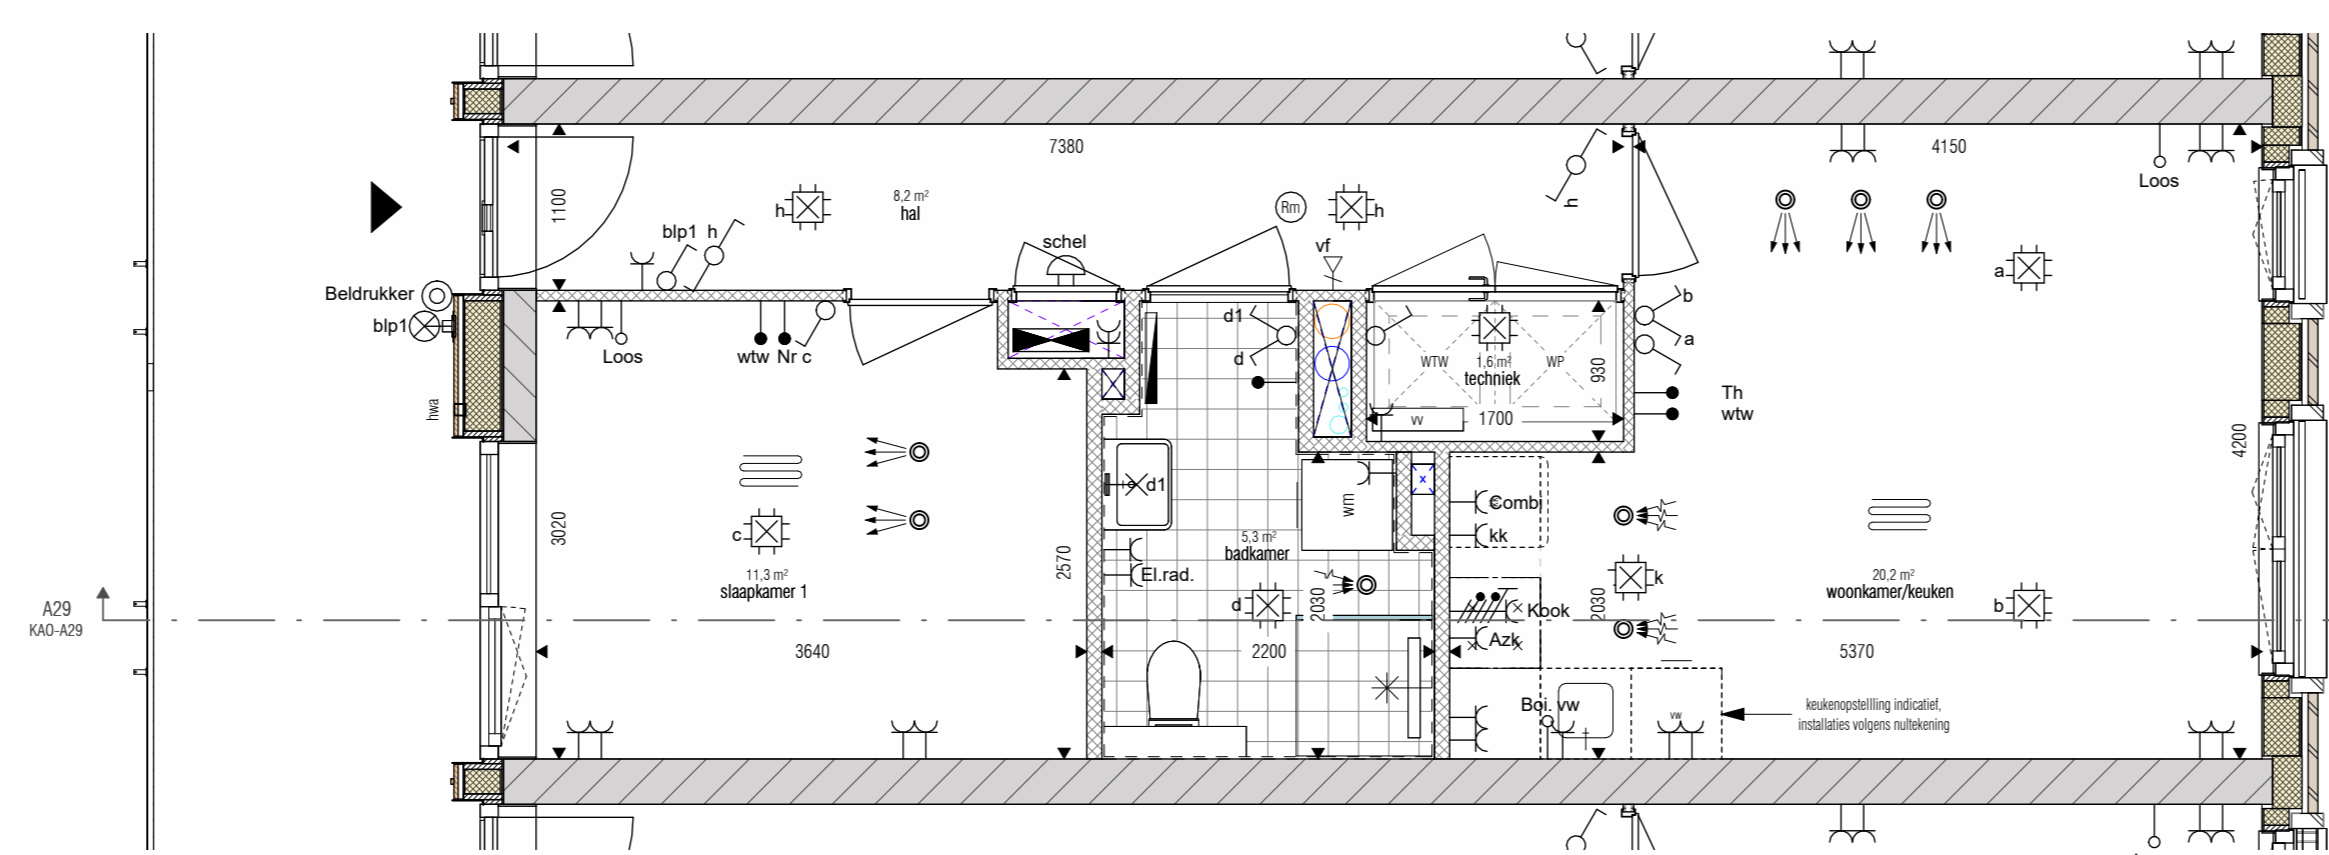 7380
4150
1100
8,2 m²
hal
h
Rm
h
h
Loos
blp1 h
schel
vf
a
Beldrukker
blp1
hwa
Loos
wtw Nr c
d1
d
WTW
1,6 m²
techniek
WP
930
vv
1700
b
a
Th
wtw
4200
3020
c
11,3 m²
slaapkamer 1
2570
d1
wm
5,3 m²
badkamer
El.rad.
d
2030
Combi
kk
Kook
Azk
k
2030
20,2 m²
woonkamer/keuken
b
A29
KAO-A29
3640
2200
5370
Boi. vw
vw
keukenopstellling indicatief,
installaties volgens nultekening